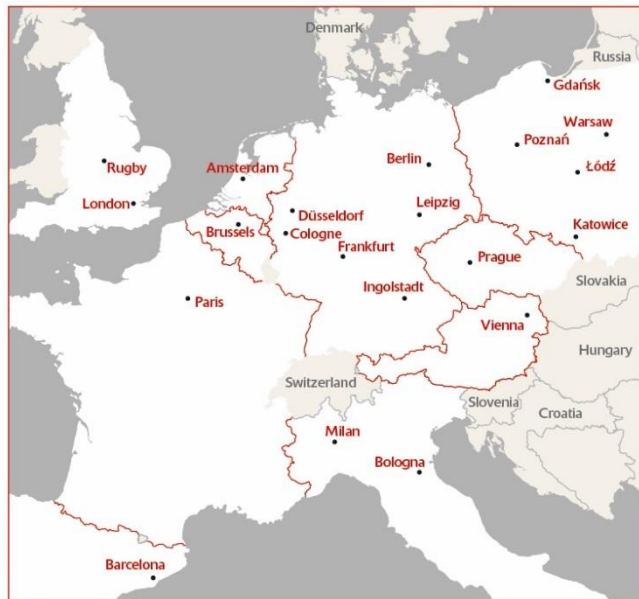 Denmark
Russia
Gdańsk
Warsaw
Poznań
Rugby
Amsterdam
Berlin
Łódź
London
Düsseldorf
Leipzig
Brussels
Cologne
Katowice
Frankfurt
Prague
Ingolstadt
Slovakia
Paris
Vienna
Hungary
Switzerland
Slovenia
Croatia
Milan
Bologna
Barcelona